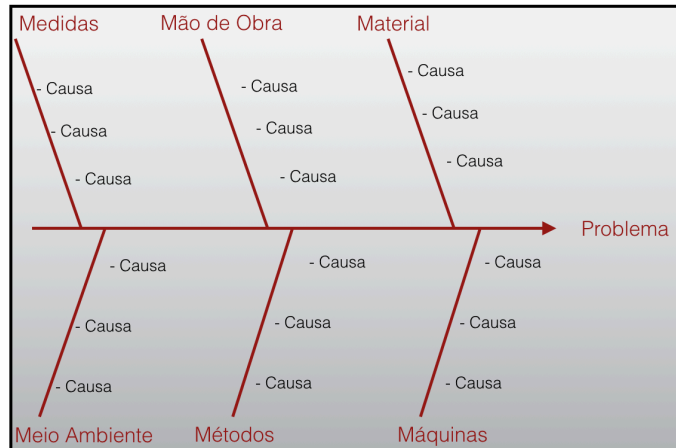 Medidas
Mão de Obra
Material
- Causa
- Causa
- Causa
- Causa
- Causa
- Causa
- Causa
- Causa
- Causa
Problema
- Causa
- Causa
- Causa
- Causa
- Causa
- Causa
- Causa
- Causa
- Causa
Meio Ambiente
Métodos
Máquinas